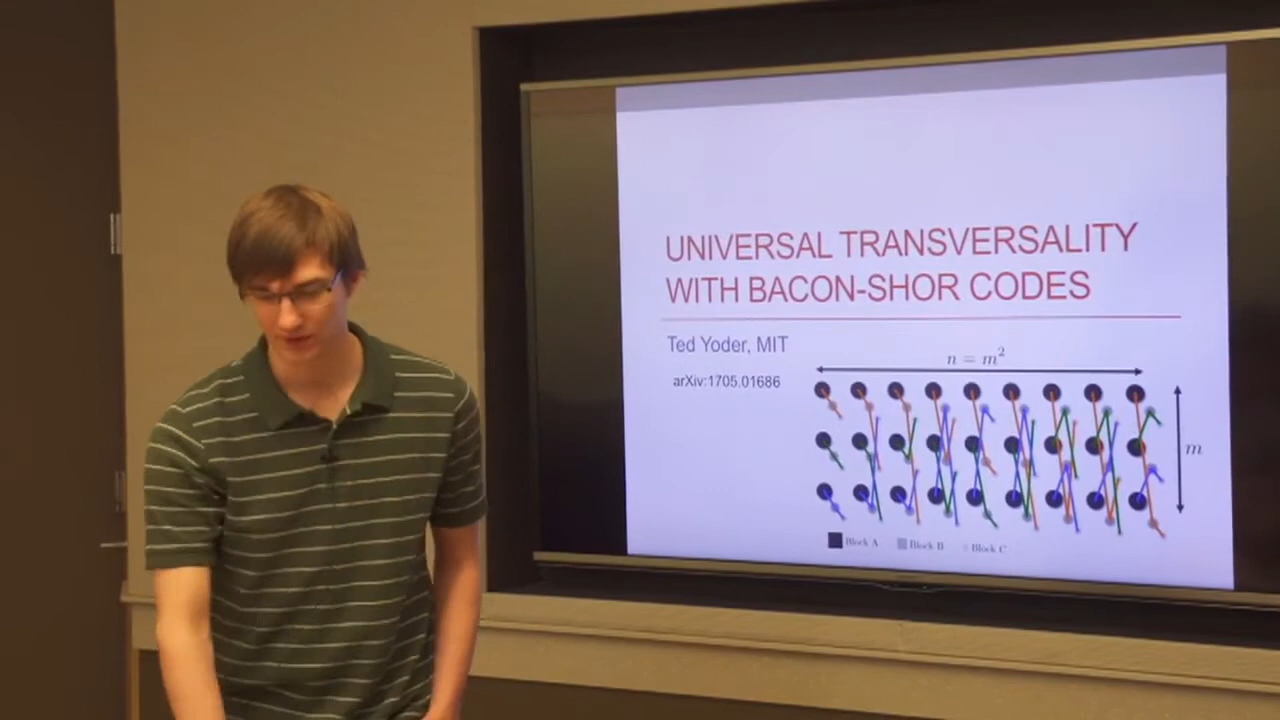 UNIVERSAL TRANSVERSALITY
WITH BACON-SHOR CODES
Ted Yoder, MIT
arXiv:1705.01686
n = m²
m
Block A Block B Block C